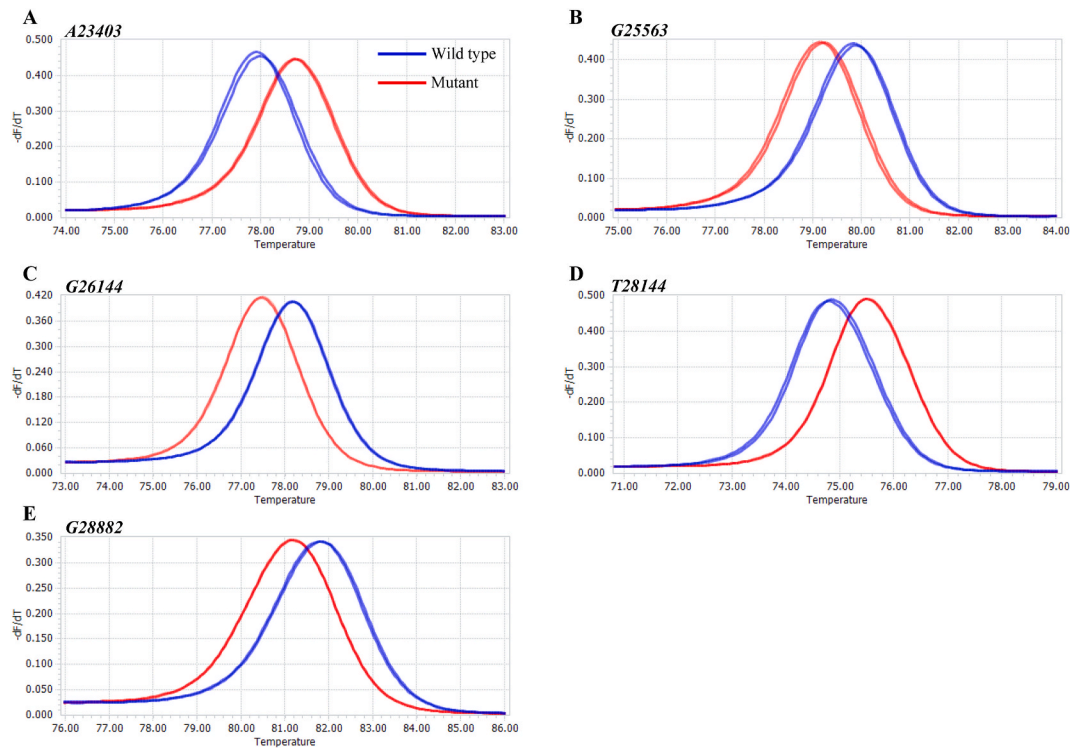 A
A23403
0.500
0.400
0.300
0.200
0.100
0.000
-dF/dT
Wild type
Mutant
74.00 75.00 76.00 77.00 78.00 79.00 80.00 81.00 82.00 83.00
Temperature
B
G25563
0.400
0.300
0.200
0.100
0.000
-dF/dT
75.00 76.00 77.00 78.00 79.00 80.00 81.00 82.00 83.00 84.00
Temperature
C
G26144
0.420
0.360
0.300
0.240
0.180
0.120
0.060
0.000
-dF/dT
73.00 74.00 75.00 76.00 77.00 78.00 79.00 80.00 81.00 82.00 83.00
Temperature
D
T28144
0.500
0.400
0.300
0.200
0.100
0.000
-dF/dT
71.00 72.00 73.00 74.00 75.00 76.00 77.00 78.00 79.00
Temperature
E
G28882
0.350
0.300
0.250
0.200
0.150
0.100
0.050
0.000
-dF/dT
76.00 77.00 78.00 79.00 80.00 81.00 82.00 83.00 84.00 85.00 86.00
Temperature